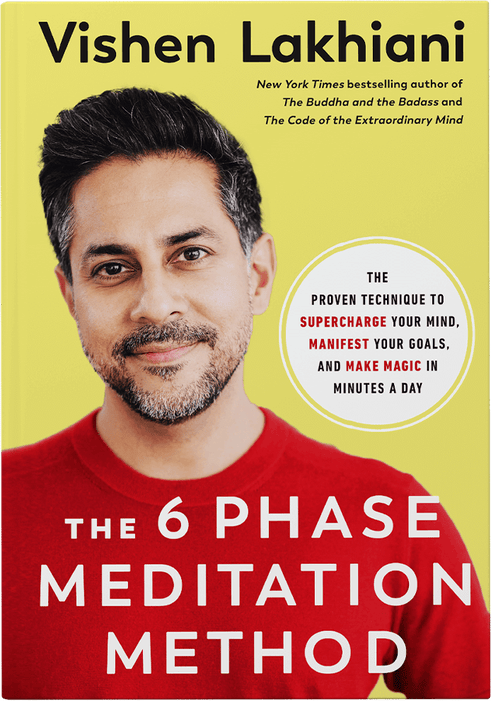 Vishen Lakhiani
New York Times bestselling author of
The Buddha and the Badass and
The Code of the Extraordinary Mind
THE
PROVEN TECHNIQUE TO
SUPERCHARGE YOUR MIND,
MANIFEST YOUR GOALS,
AND MAKE MAGIC IN
MINUTES A DAY
THE 6 PHASE
MEDITATION
METHOD